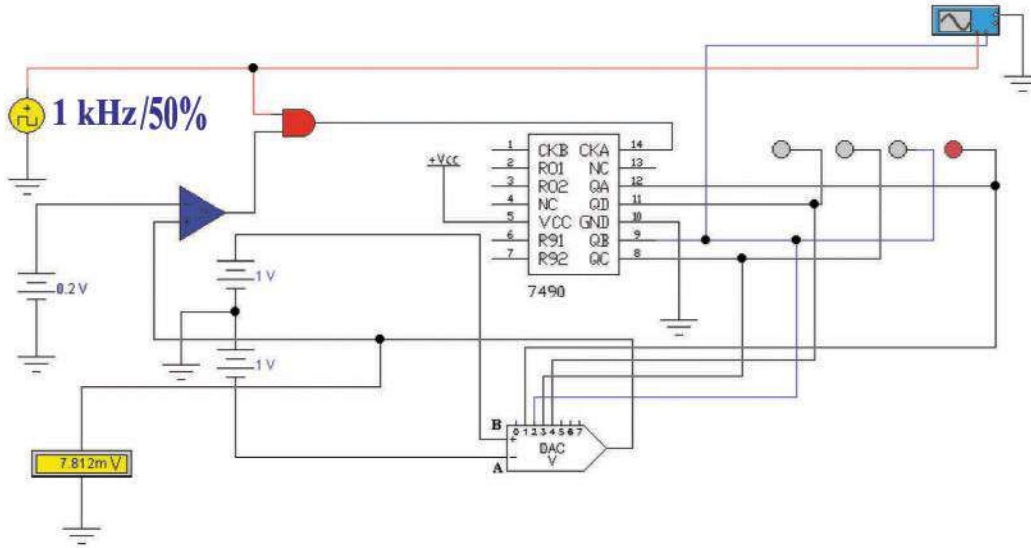 1 kHz/50%
+Vcc
1 CKB CKA 14
2 R01 NC 13
3 R02 QA 12
4 NC QD 11
5 VCC GND 10
6 R91 QB 9
7 R92 QC 8
7490
0.2 V
1 V
1 V
B
0 1 2 3 4 5 6 7
+ DAC
A - V
7.812m V